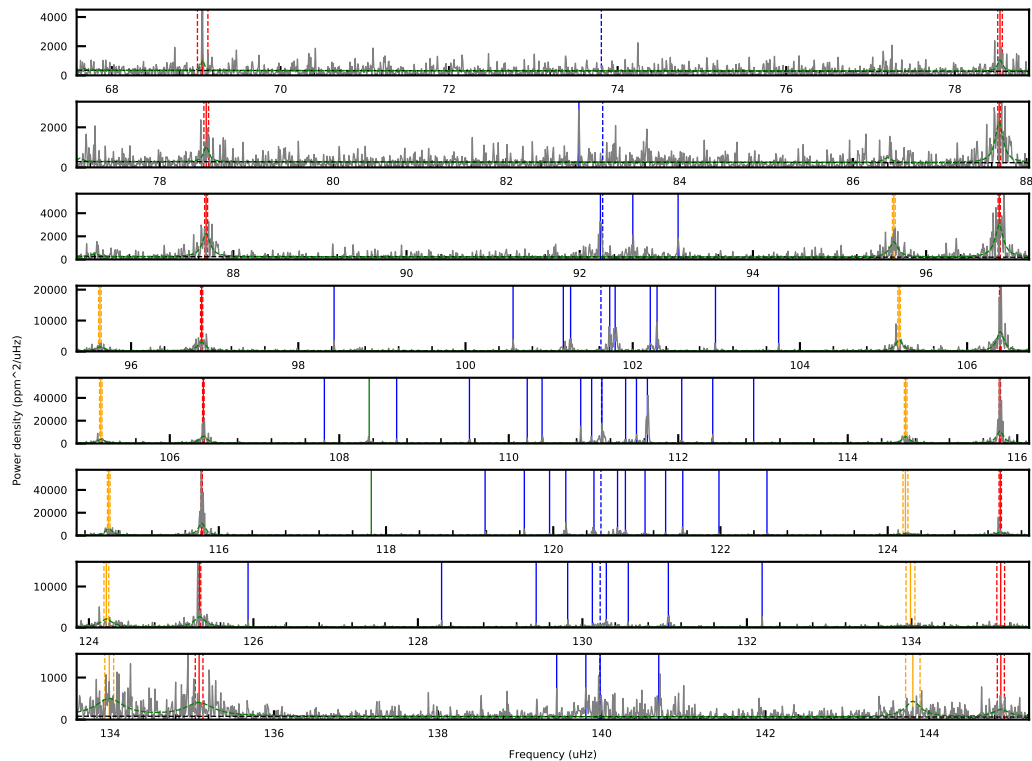 4000
2000
0
68 70 72 74 76 78
2000
0
78 80 82 84 86 88
4000
2000
0
88 90 92 94 96
20000
10000
0
96 98 100 102 104 106
40000
20000
0
106 108 110 112 114 116
40000
20000
0
116 118 120 122 124
10000
0
124 126 128 130 132 134
1000
0
134 136 138 140 142 144
Power density (ppm^2/uHz)
Frequency (uHz)